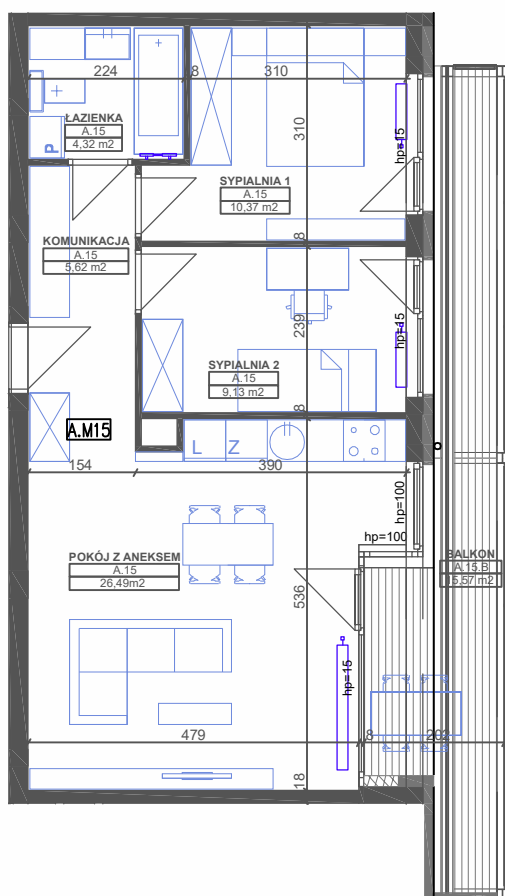 224
8
310
ŁAZIENKA
A.15
4,32 m2
P
310
hp=15
SYPIALNIA 1
A.15
10,37 m2
8
KOMUNIKACJA
A.15
5,62 m2
239
hp=15
SYPIALNIA 2
A.15
9,13 m2
8
A.M15
L
Z
154
390
hp=100
hp=100
POKÓJ Z ANEKSEM
A.15
26,49m2
536
BALKON
A.15.B
15,57 m2
hp=15
479
8
202
18